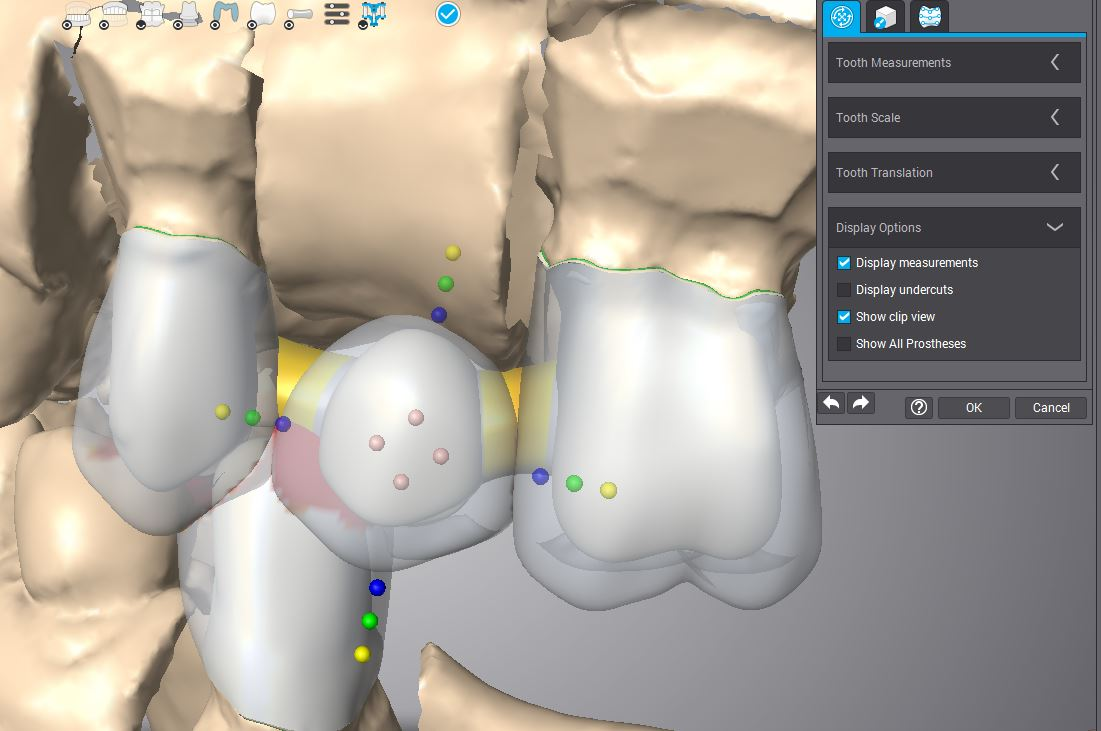 Tooth Measurements
Tooth Scale
Tooth Translation
Display Options
Display measurements
Display undercuts
Show clip view
Show All Prostheses
? OK Cancel